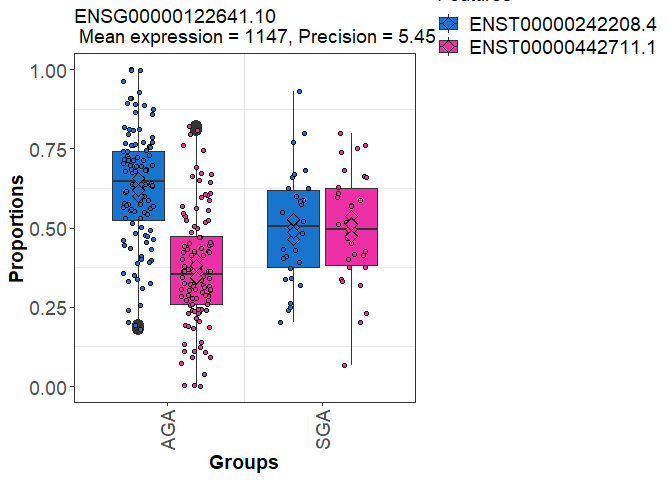 ENSG00000122641.10
Mean expression = 1147, Precision = 5.45
ENST00000242208.4
ENST00000442711.1
1.00
0.75
0.50
0.25
0.00
Proportions
AGA
SGA
Groups